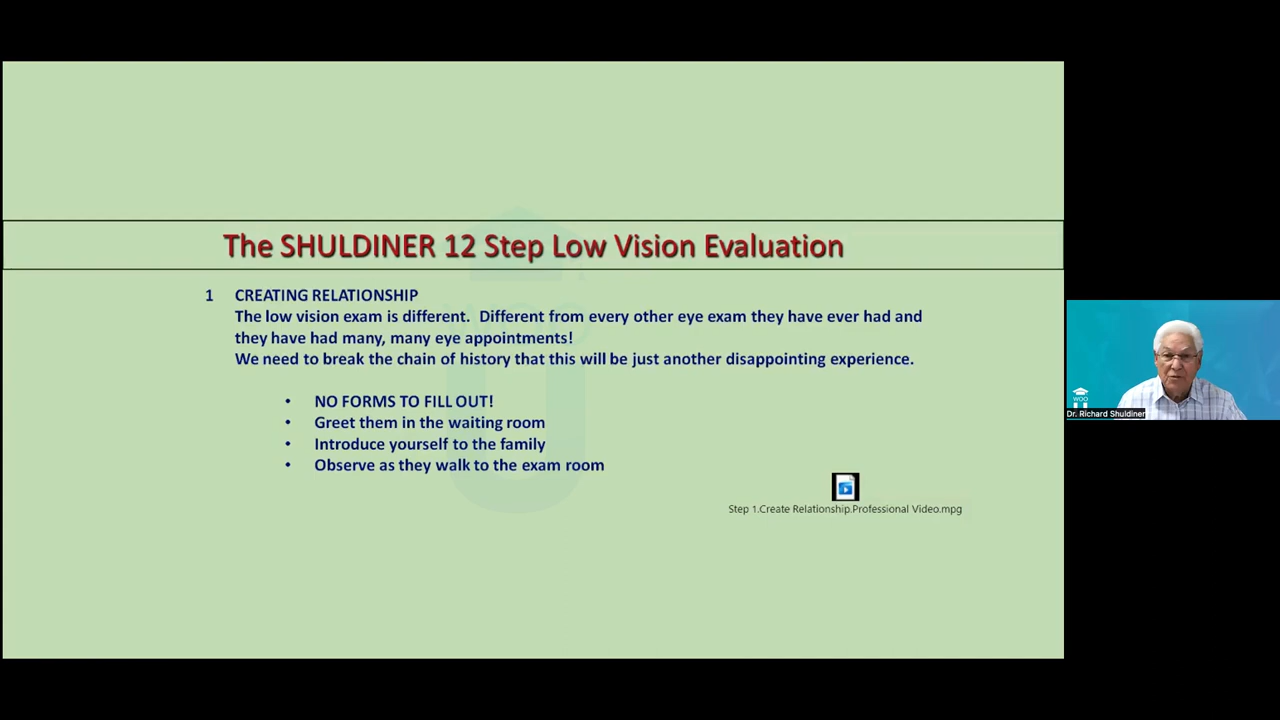 The SHULDINER 12 Step Low Vision Evaluation
1 CREATING RELATIONSHIP
The low vision exam is different. Different from every other eye exam they have ever had and
they have had many, many eye appointments!
We need to break the chain of history that this will be just another disappointing experience.
• NO FORMS TO FILL OUT!
• Greet them in the waiting room
• Introduce yourself to the family
• Observe as they walk to the exam room
Step 1.Create Relationship.Professional Video.mpg
WOO
Dr. Richard Shuldiner